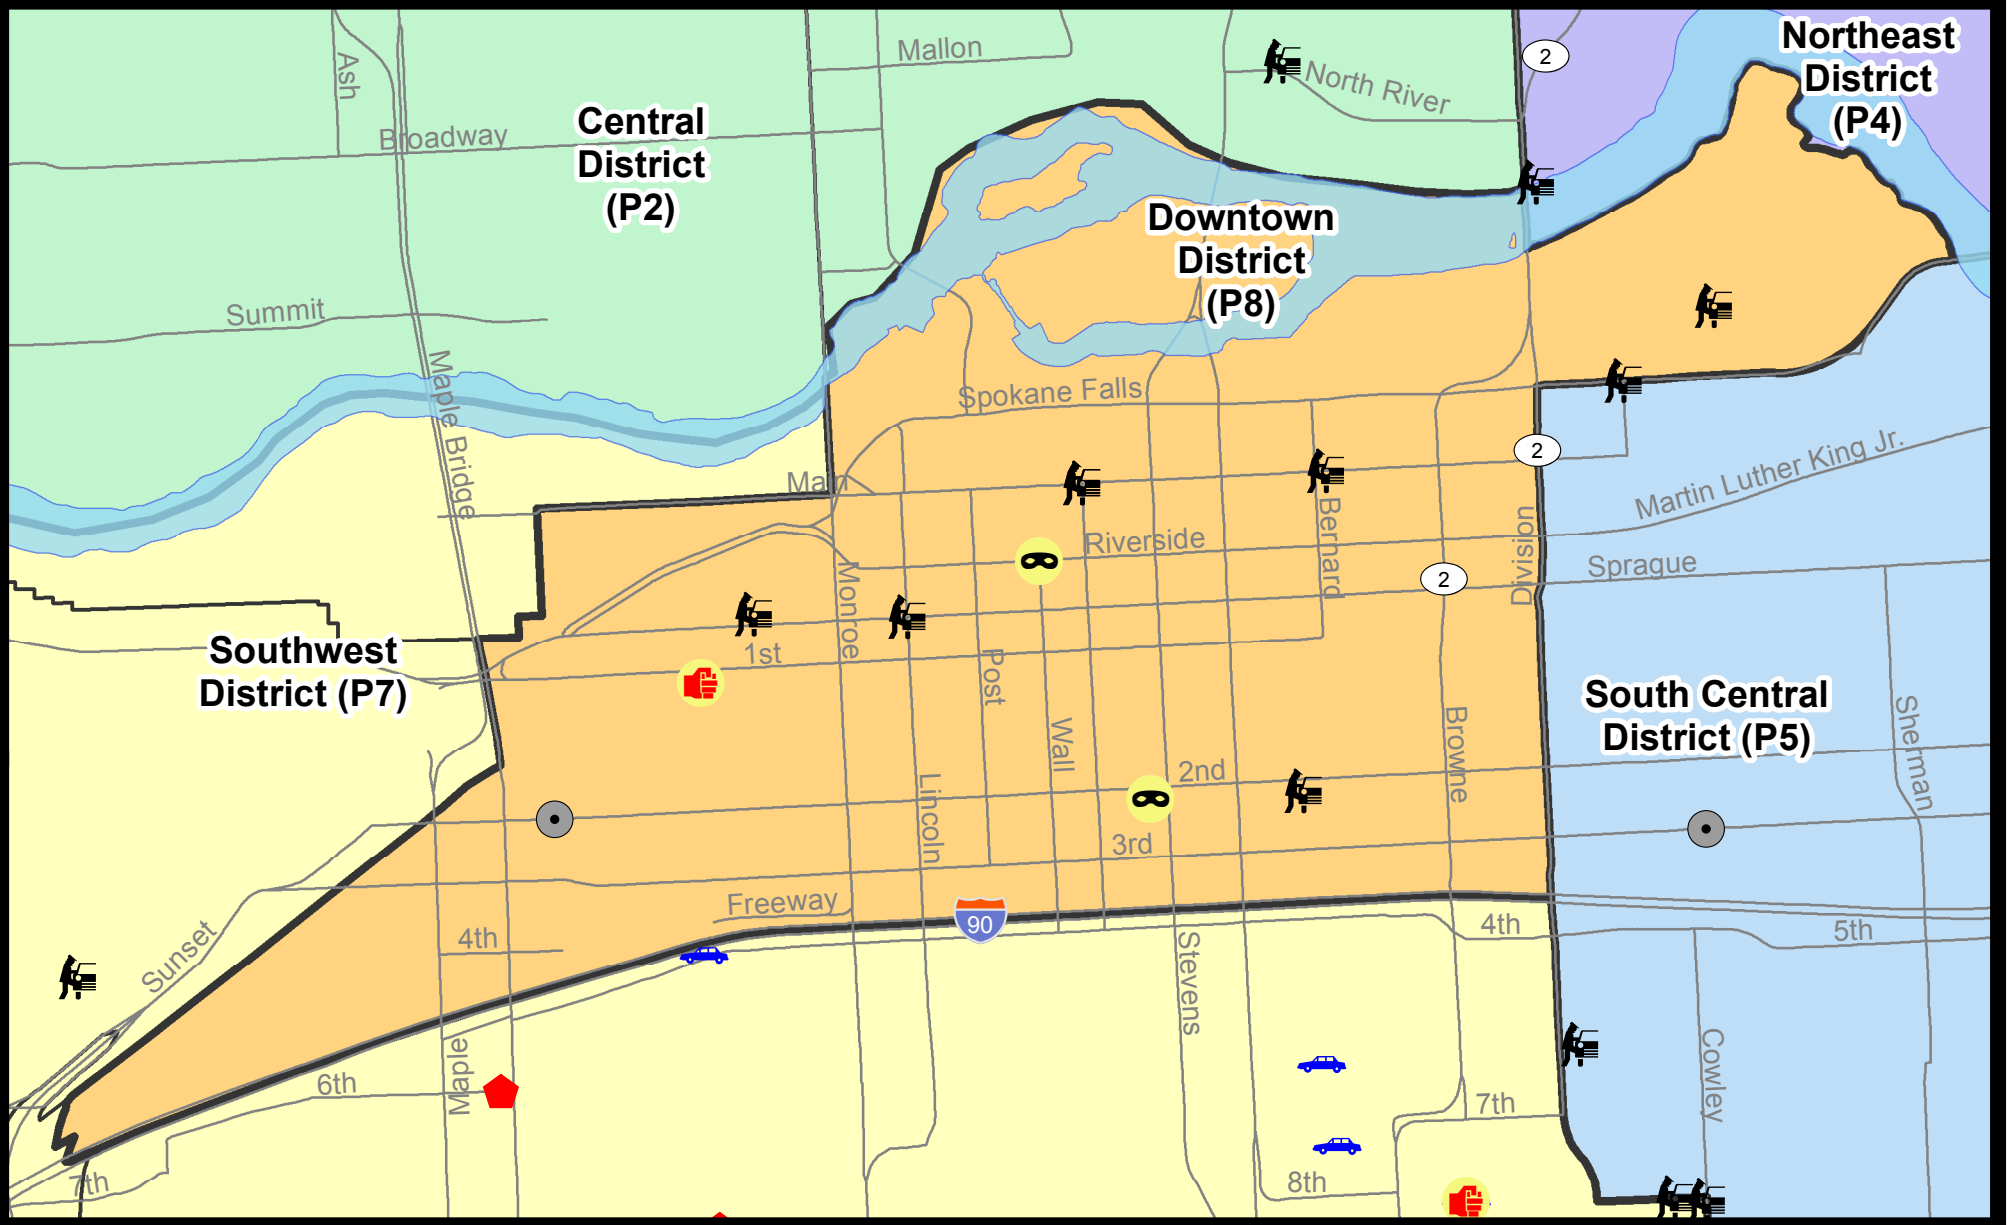 Mallon
Ash
Broadway
Central
District
(P2)
North River
2
Northeast
District
(P4)
Downtown
District
(P8)
Summit
Maple Bridge
Spokane Falls
Main
Riverside
Bernard
2
Division
Martin Luther King Jr.
Sprague
2
Southwest
District (P7)
1st
Monroe
Post
Wall
Lincoln
2nd
3rd
Browne
South Central
District (P5)
Sherman
Freeway
90
4th
4th
5th
Sunset
Stevens
6th
Maple
7th
Cowley
7th
8th